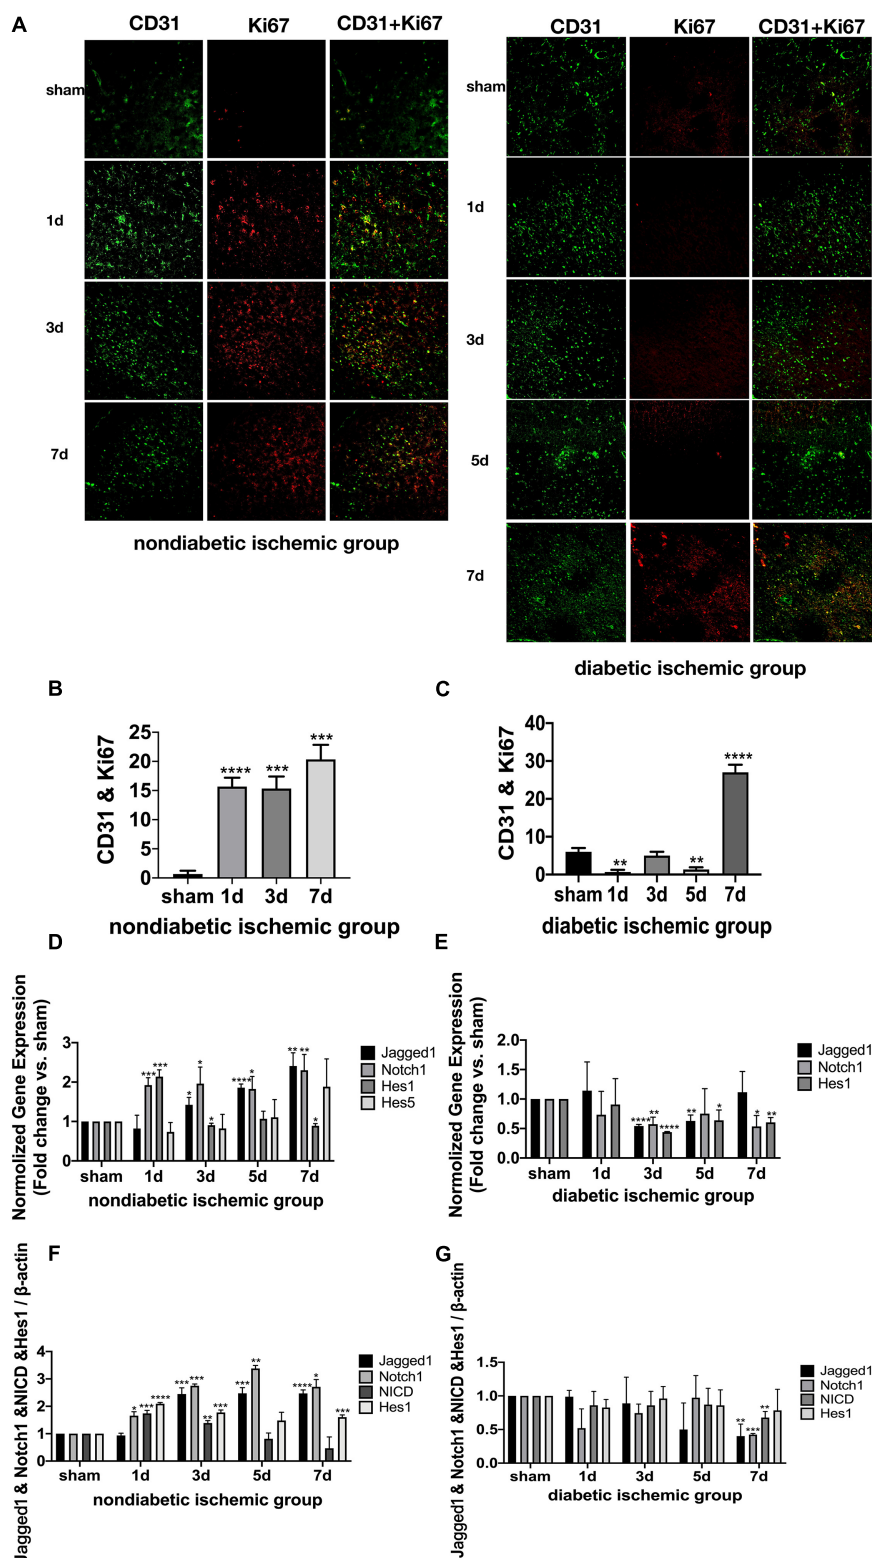 A
CD31 Ki67 CD31+Ki67
sham
1d
3d
7d
nondiabetic ischemic group
CD31 Ki67 CD31+Ki67
sham
1d
3d
5d
7d
diabetic ischemic group
B
CD31 & Ki67
25
20
15
10
5
0
**** *** ***
sham 1d 3d 7d
nondiabetic ischemic group
C
CD31 & Ki67
40
30
20
10
0
** ** ****
sham 1d 3d 5d 7d
diabetic ischemic group
D
Normolized Gene Expression
(Fold change vs. sham)
3
2
1
0
*** *** * * * **** * ** ** *
sham 1d 3d 5d 7d
nondiabetic ischemic group
Jagged1
Notch1
Hes1
Hes5
E
Normolized Gene Expression
(Fold change vs. sham)
2.0
1.5
1.0
0.5
0.0
**** ** **** ** * * **
sham 1d 3d 5d 7d
diabetic ischemic group
Jagged1
Notch1
Hes1
F
Jagged1 & Notch1 &NICD &Hes1 / β-actin
4
3
2
1
0
* *** **** *** *** ** *** *** ** **** * ***
sham 1d 3d 5d 7d
nondiabetic ischemic group
Jagged1
Notch1
NICD
Hes1
G
Jagged1 & Notch1 &NICD &Hes1 / β-actin
1.5
1.0
0.5
0.0
** *** **
sham 1d 3d 5d 7d
diabetic ischemic group
Jagged1
Notch1
NICD
Hes1